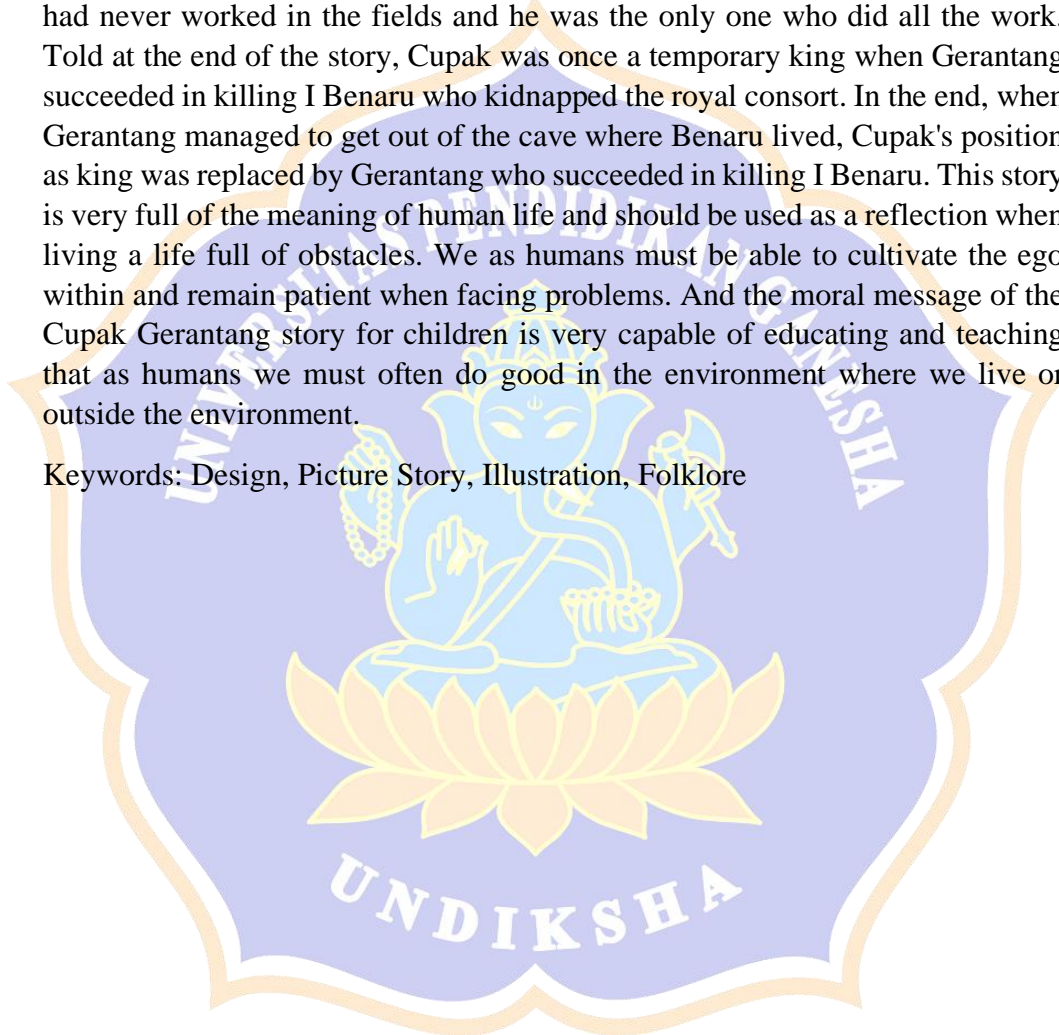 had never worked in the fields and he was the only one who did all the work.
Told at the end of the story, Cupak was once a temporary king when Gerantang
succeeded in killing I Benaru who kidnapped the royal consort. In the end, when
Gerantang managed to get out of the cave where Benaru lived, Cupak's position
as king was replaced by Gerantang who succeeded in killing I Benaru. This story
is very full of the meaning of human life and should be used as a reflection when
living a life full of obstacles. We as humans must be able to cultivate the ego
within and remain patient when facing problems. And the moral message of the
Cupak Gerantang story for children is very capable of educating and teaching
that as humans we must often do good in the environment where we live or
outside the environment.
Keywords: Design, Picture Story, Illustration, Folklore
UNIVERSITAS PENDIDIKAN GANESHA
UNDIKSHA